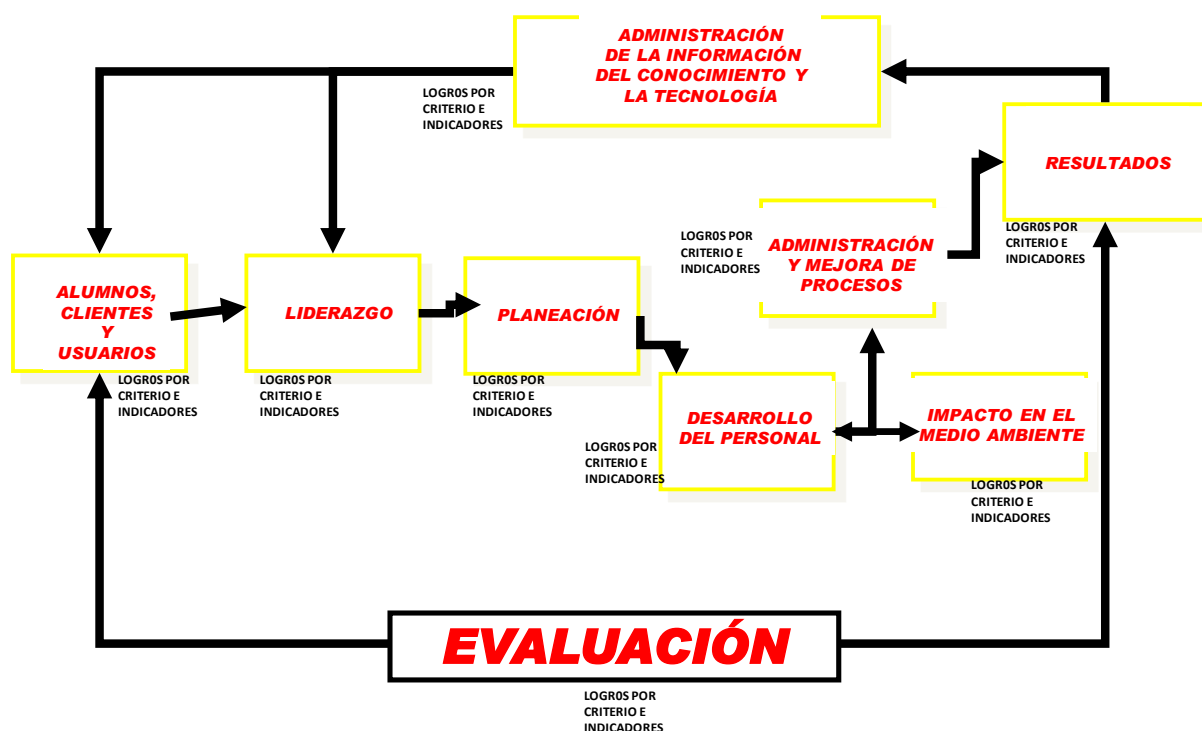 ADMINISTRACIÓN
DE LA INFORMACIÓN
DEL CONOCIMIENTO Y
LA TECNOLOGÍA
LOGR0S POR
CRITERIO E
INDICADORES
RESULTADOS
LOGR0S POR
CRITERIO E
INDICADORES
LOGR0S POR
CRITERIO E
INDICADORES
ADMINISTRACIÓN
Y MEJORA DE
PROCESOS
ALUMNOS,
CLIENTES
Y
USUARIOS
LOGR0S POR
CRITERIO E
INDICADORES
LIDERAZGO
LOGR0S POR
CRITERIO E
INDICADORES
PLANEACIÓN
LOGR0S POR
CRITERIO E
INDICADORES
DESARROLLO
DEL PERSONAL
LOGR0S POR
CRITERIO E
INDICADORES
IMPACTO EN EL
MEDIO AMBIENTE
LOGR0S POR
CRITERIO E
INDICADORES
EVALUACIÓN
LOGR0S POR
CRITERIO E
INDICADORES